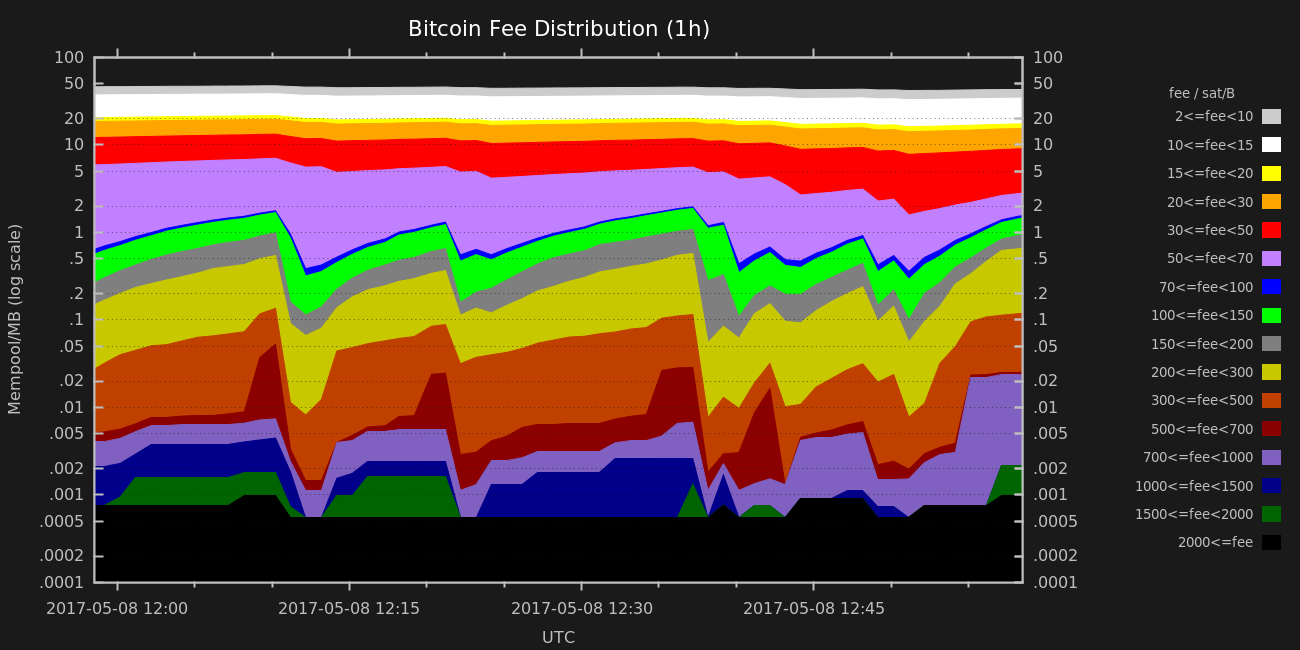 Bitcoin Fee Distribution (1h)
Mempool/MB (log scale)
100
50
20
10
5
2
1
.5
.2
.1
.05
.02
.01
.005
.002
.001
.0005
.0002
.0001
100
50
20
10
5
2
1
.5
.2
.1
.05
.02
.01
.005
.002
.001
.0005
.0002
.0001
fee / sat/B
2<=fee<10
10<=fee<15
15<=fee<20
20<=fee<30
30<=fee<50
50<=fee<70
70<=fee<100
100<=fee<150
150<=fee<200
200<=fee<300
300<=fee<500
500<=fee<700
700<=fee<1000
1000<=fee<1500
1500<=fee<2000
2000<=fee
2017-05-08 12:00 2017-05-08 12:15 2017-05-08 12:30 2017-05-08 12:45
UTC